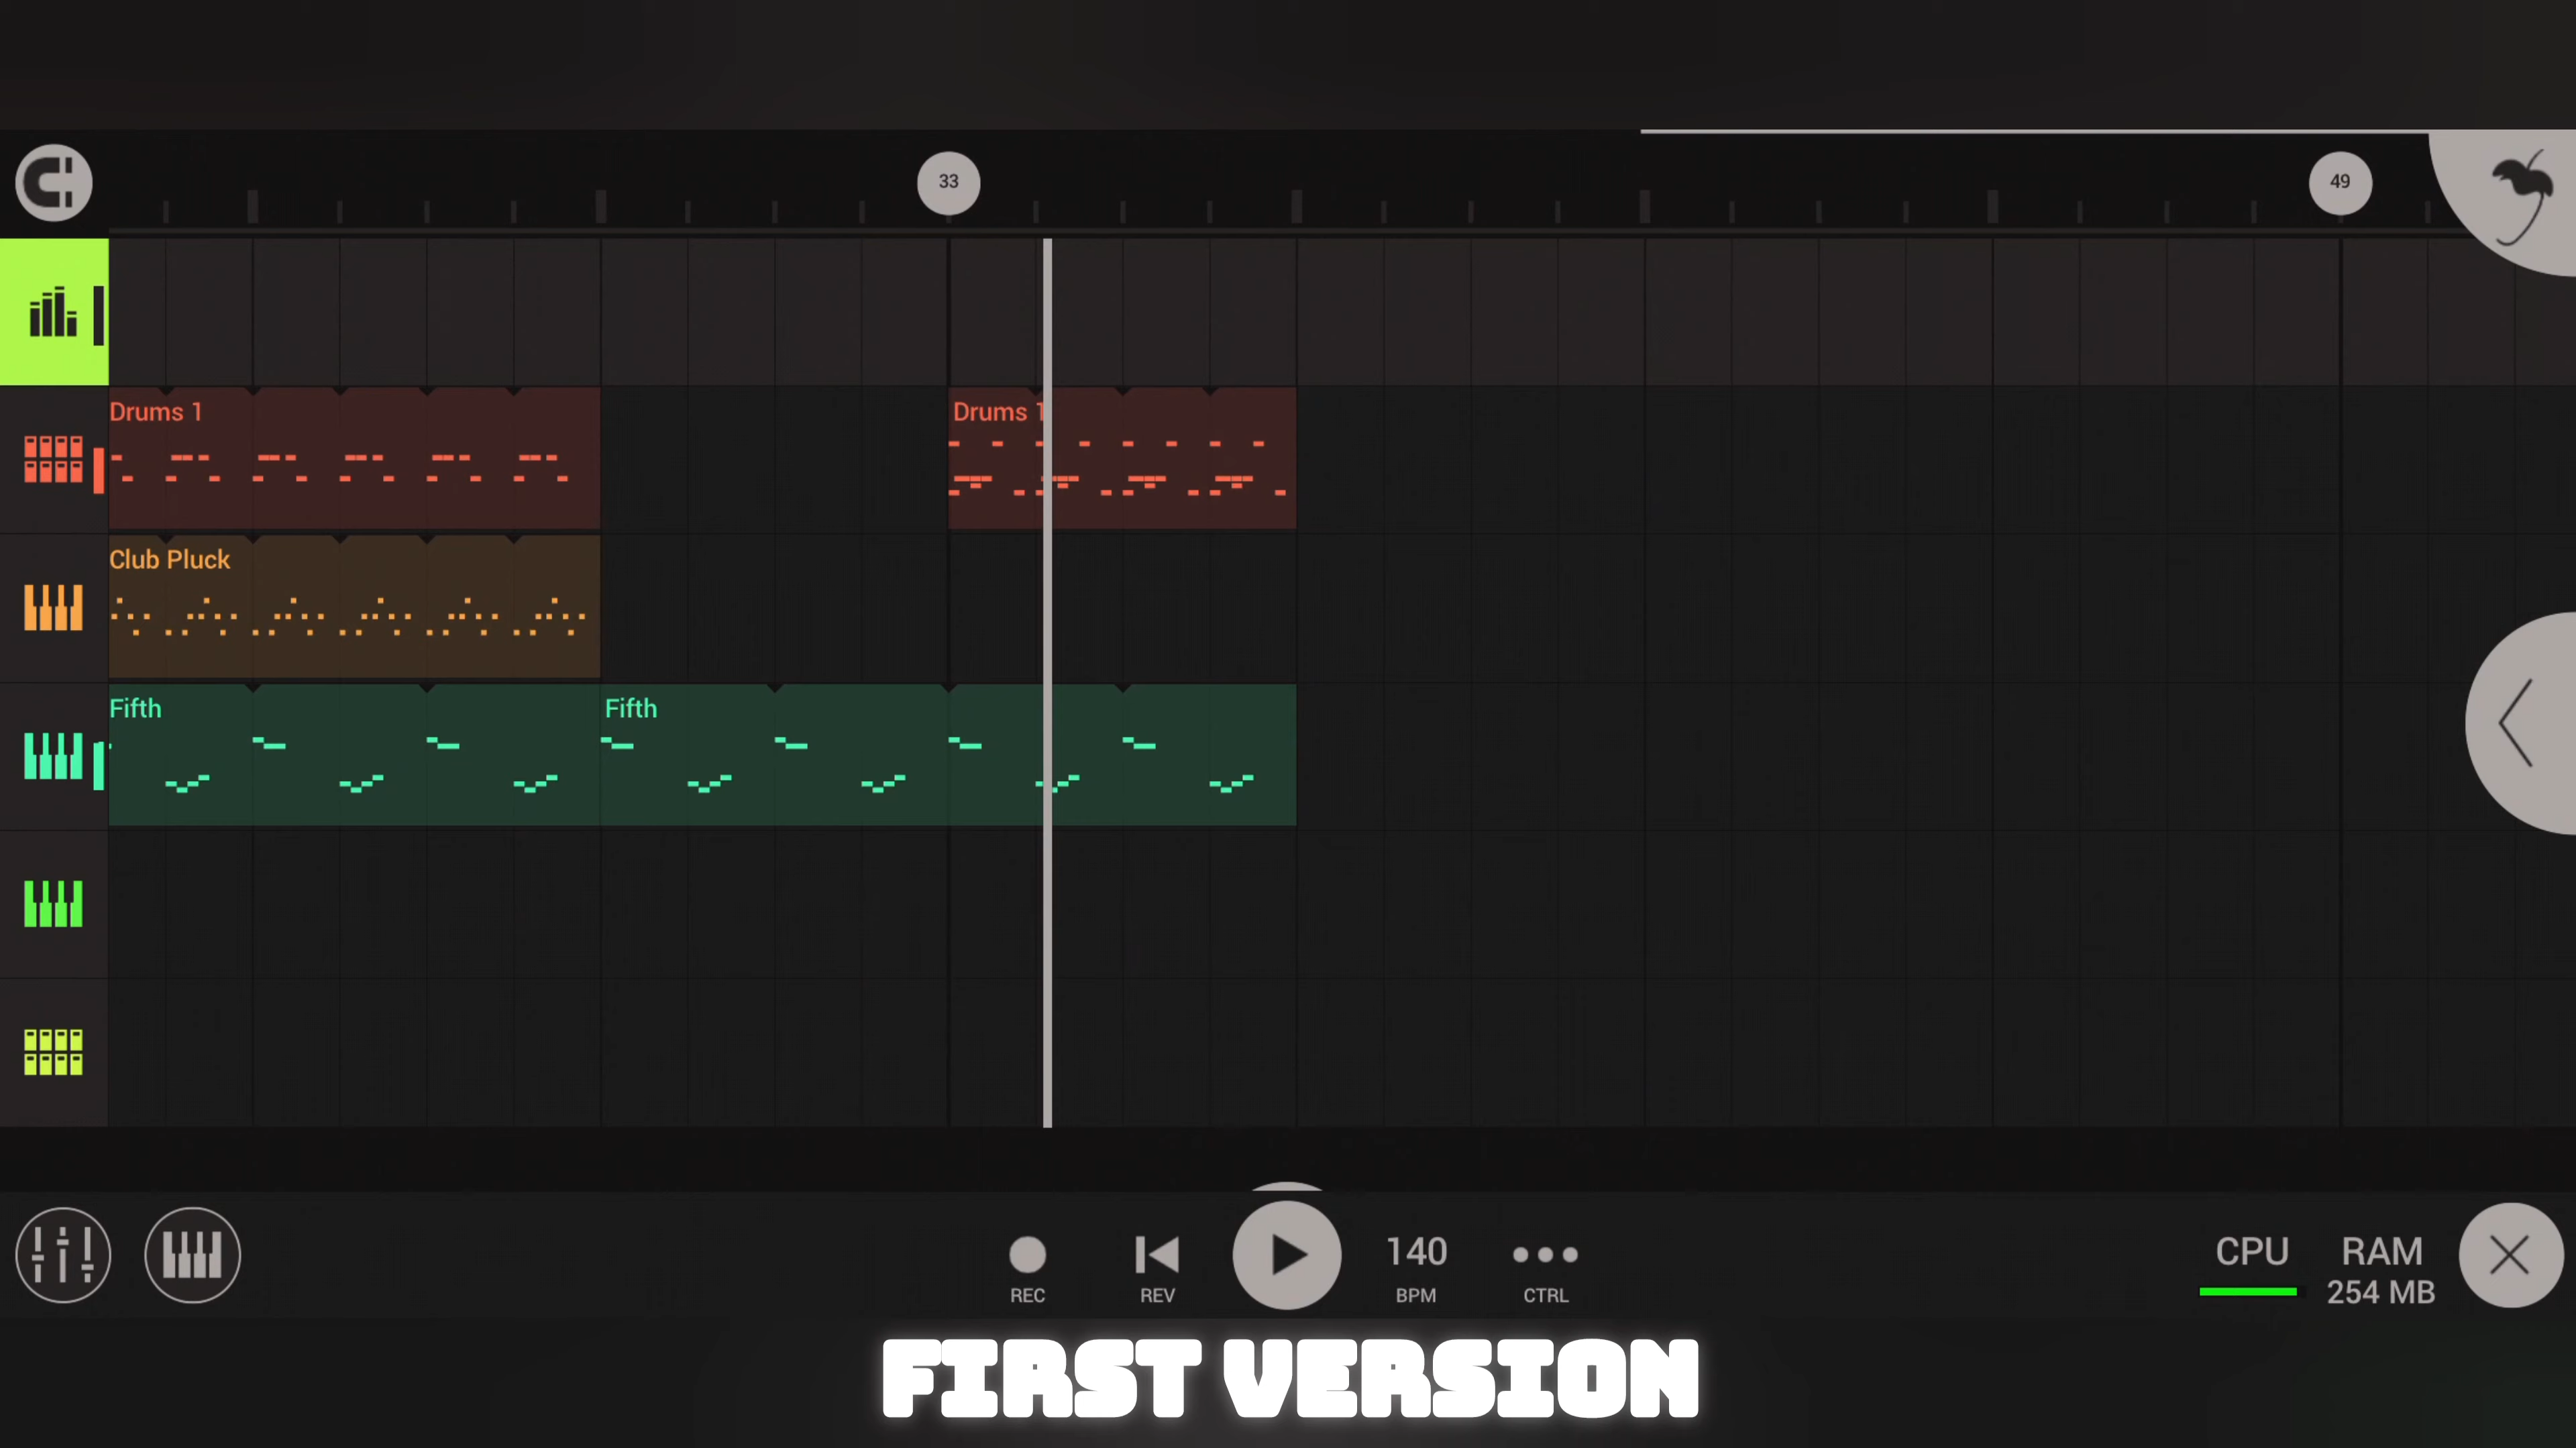 33
49
Drums 1
Drums 1
Club Pluck
Fifth
Fifth
140
CPU
RAM
REC
REV
BPM
CTRL
254 MB
FIRST VERSION